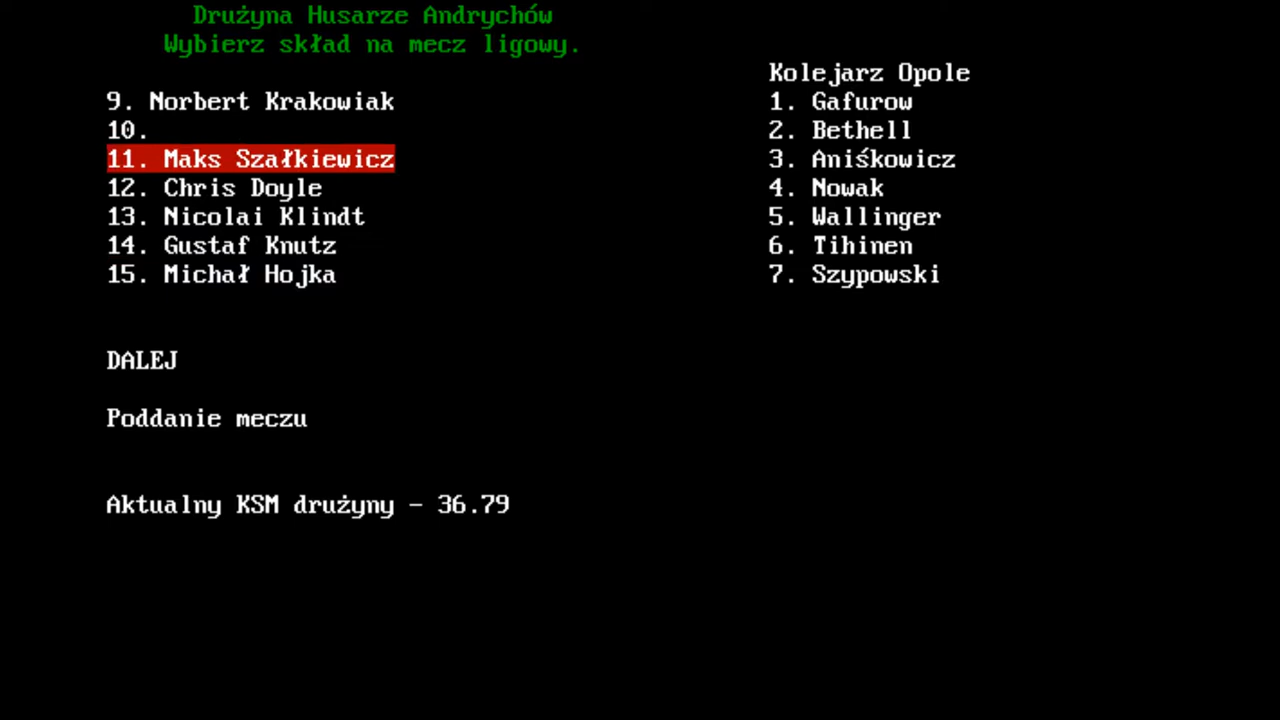 Drużyna Husarze Andrychów
Wybierz skład na mecz ligowy.
9. Norbert Krakowiak
10.
11. Maks Szałkiewicz
12. Chris Doyle
13. Nicolai Klindt
14. Gustaf Knutz
15. Michał Hojka
DALEJ
Poddanie meczu
Aktualny KSM drużyny - 36.79
Kolejarz Opole
1. Gafurow
2. Bethell
3. Aniśkowicz
4. Nowak
5. Wallinger
6. Tihinen
7. Szypowski